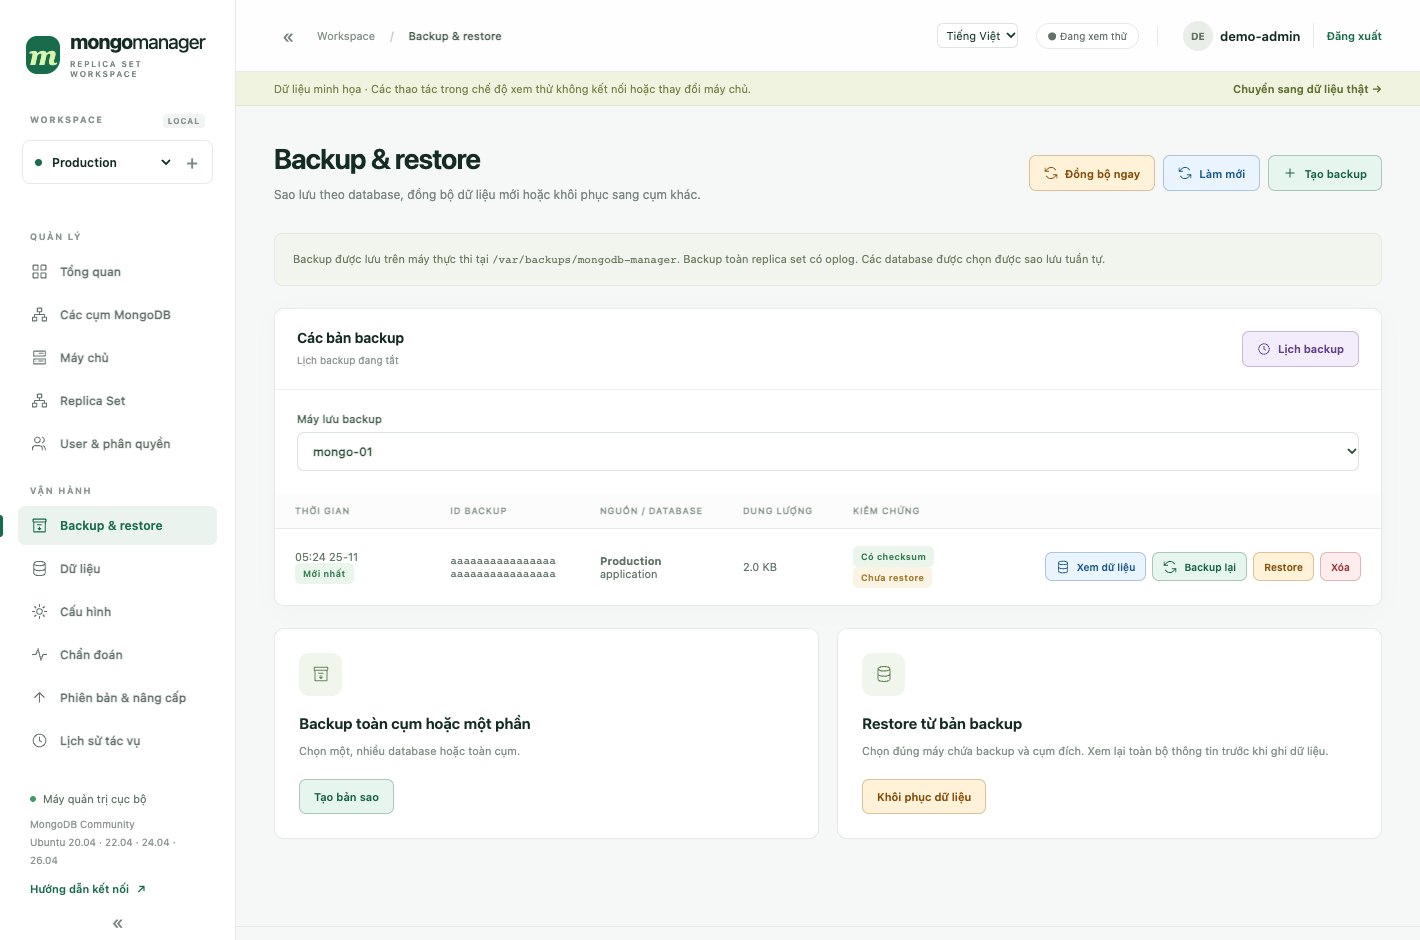 mongomanager
REPLICA SET
WORKSPACE
WORKSPACE
LOCAL
Production
QUẢN LÝ
Tổng quan
Các cụm MongoDB
Máy chủ
Replica Set
User & phân quyền
VẬN HÀNH
Backup & restore
Dữ liệu
Cấu hình
Chẩn đoán
Phiên bản & nâng cấp
Lịch sử tác vụ
Máy quản trị cục bộ
MongoDB Community
Ubuntu 20.04 · 22.04 · 24.04 ·
26.04
Hướng dẫn kết nối ↗
«
« Workspace / Backup & restore
Tiếng Việt
Đang xem thử
DE
demo-admin
Đăng xuất
Dữ liệu minh họa · Các thao tác trong chế độ xem thử không kết nối hoặc thay đổi máy chủ.
Chuyển sang dữ liệu thật →
Backup & restore
Sao lưu theo database, đồng bộ dữ liệu mới hoặc khôi phục sang cụm khác.
Đồng bộ ngay
Làm mới
Tạo backup
Backup được lưu trên máy thực thi tại /var/backups/mongodb-manager. Backup toàn replica set có oplog. Các database được chọn được sao lưu tuần tự.
Các bản backup
Lịch backup đang tắt
Lịch backup
Máy lưu backup
mongo-01
THỜI GIAN ID BACKUP NGUỒN / DATABASE DUNG LƯỢNG KIỂM CHỨNG
05:24 25-11
Mới nhất
aaaaaaaaaaaaaaaa
aaaaaaaaaaaaaaaa
Production
application
2.0 KB
Có checksum
Chưa restore
Xem dữ liệu
Backup lại
Restore
Xóa
Backup toàn cụm hoặc một phần
Chọn một, nhiều database hoặc toàn cụm.
Tạo bản sao
Restore từ bản backup
Chọn đúng máy chứa backup và cụm đích. Xem lại toàn bộ thông tin trước khi ghi dữ liệu.
Khôi phục dữ liệu